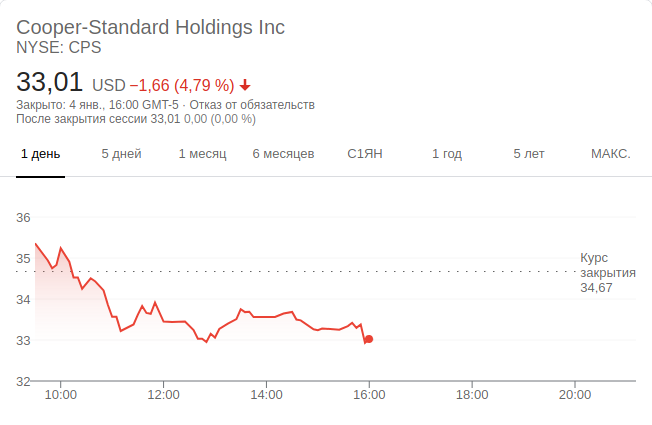 Cooper-Standard Holdings Inc
NYSE: CPS
33,01 USD −1,66 (4,79 %)
Закрыто: 4 янв., 16:00 GMT-5 · Отказ от обязательств
После закрытия сессии 33,01 0,00 (0,00 %)
1 день 5 дней 1 месяц 6 месяцев С1ЯН 1 год 5 лет МАКС.
36
35
34
33
32
Курс
закрытия
34,67
10:00 12:00 14:00 16:00 18:00 20:00